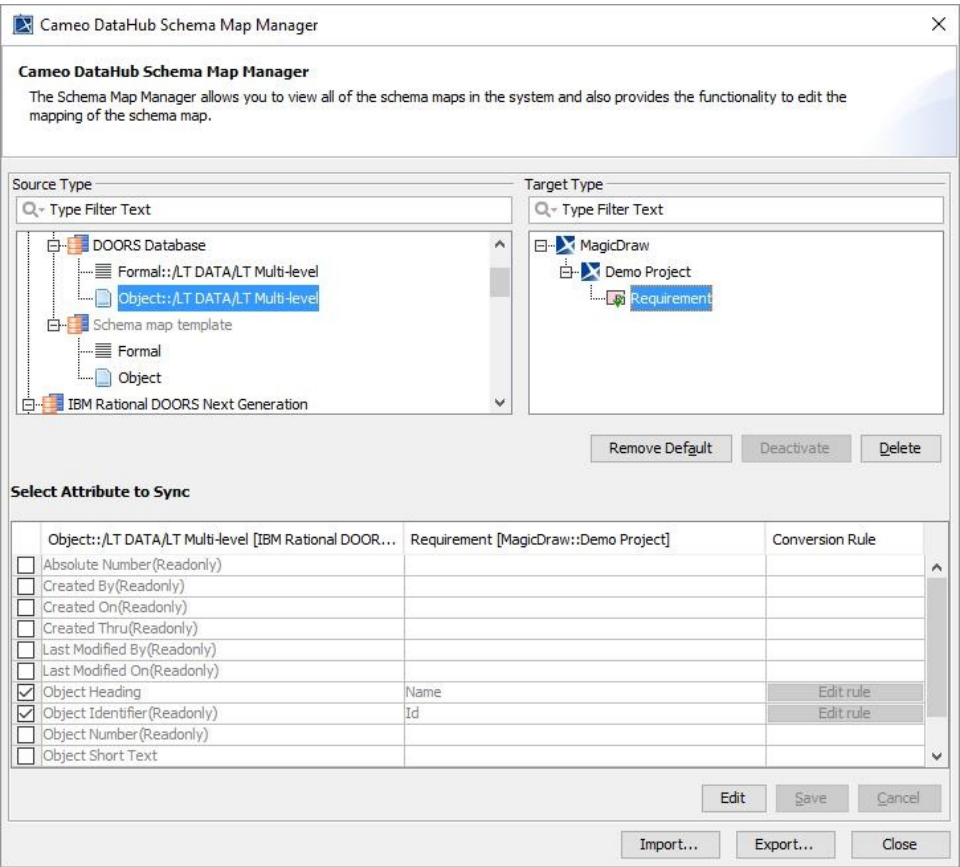 Cameo DataHub Schema Map Manager
Cameo DataHub Schema Map Manager
The Schema Map Manager allows you to view all of the schema maps in the system and also provides the functionality to edit the
mapping of the schema map.
Source Type
Type Filter Text
DOORS Database
Formal::/LT DATA/LT Multi-level
Object::/LT DATA/LT Multi-level
Schema map template
Formal
Object
IBM Rational DOORS Next Generation
Target Type
Type Filter Text
MagicDraw
Demo Project
Requirement
Remove Default Deactivate Delete
Select Attribute to Sync
Object::/LT DATA/LT Multi-level [IBM Rational DOOR... Requirement [MagicDraw::Demo Project] Conversion Rule
Absolute Number(Readonly)
Created By(Readonly)
Created On(Readonly)
Created Thru(Readonly)
Last Modified By(Readonly)
Last Modified On(Readonly)
Object Heading Name Edit rule
Object Identifier(Readonly) Id Edit rule
Object Number(Readonly)
Object Short Text
Edit Save Cancel
Import... Export... Close